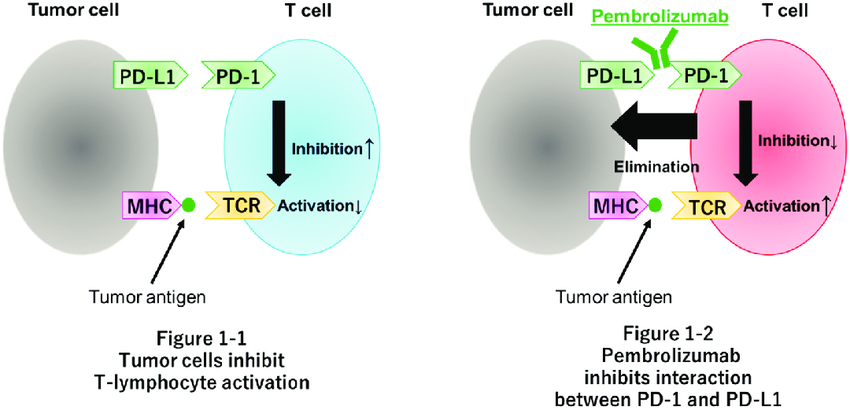 Tumor cell
T cell
PD-L1
PD-1
Inhibition↑
MHC
TCR
Activation↓
Tumor antigen
Figure 1-1
Tumor cells inhibit
T-lymphocyte activation
Tumor cell
Pembrolizumab
T cell
PD-L1
PD-1
Inhibition↓
Elimination
MHC
TCR
Activation↑
Tumor antigen
Figure 1-2
Pembrolizumab
inhibits interaction
between PD-1 and PD-L1